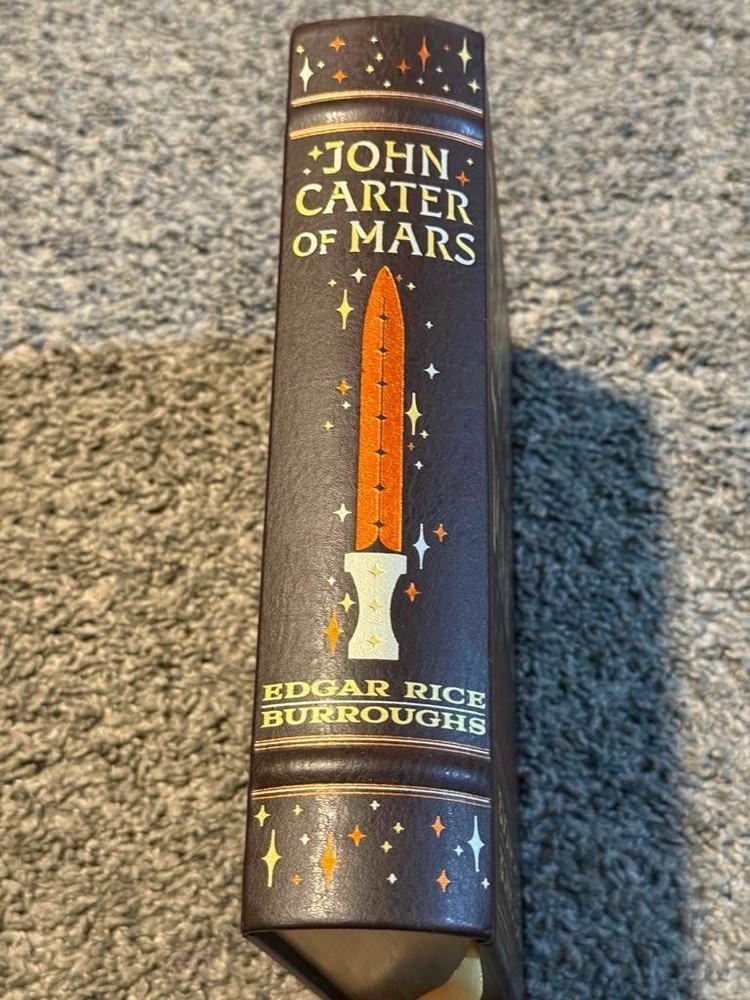 JOHN
CARTER
OF MARS
EDGAR RICE
BURROUGHS